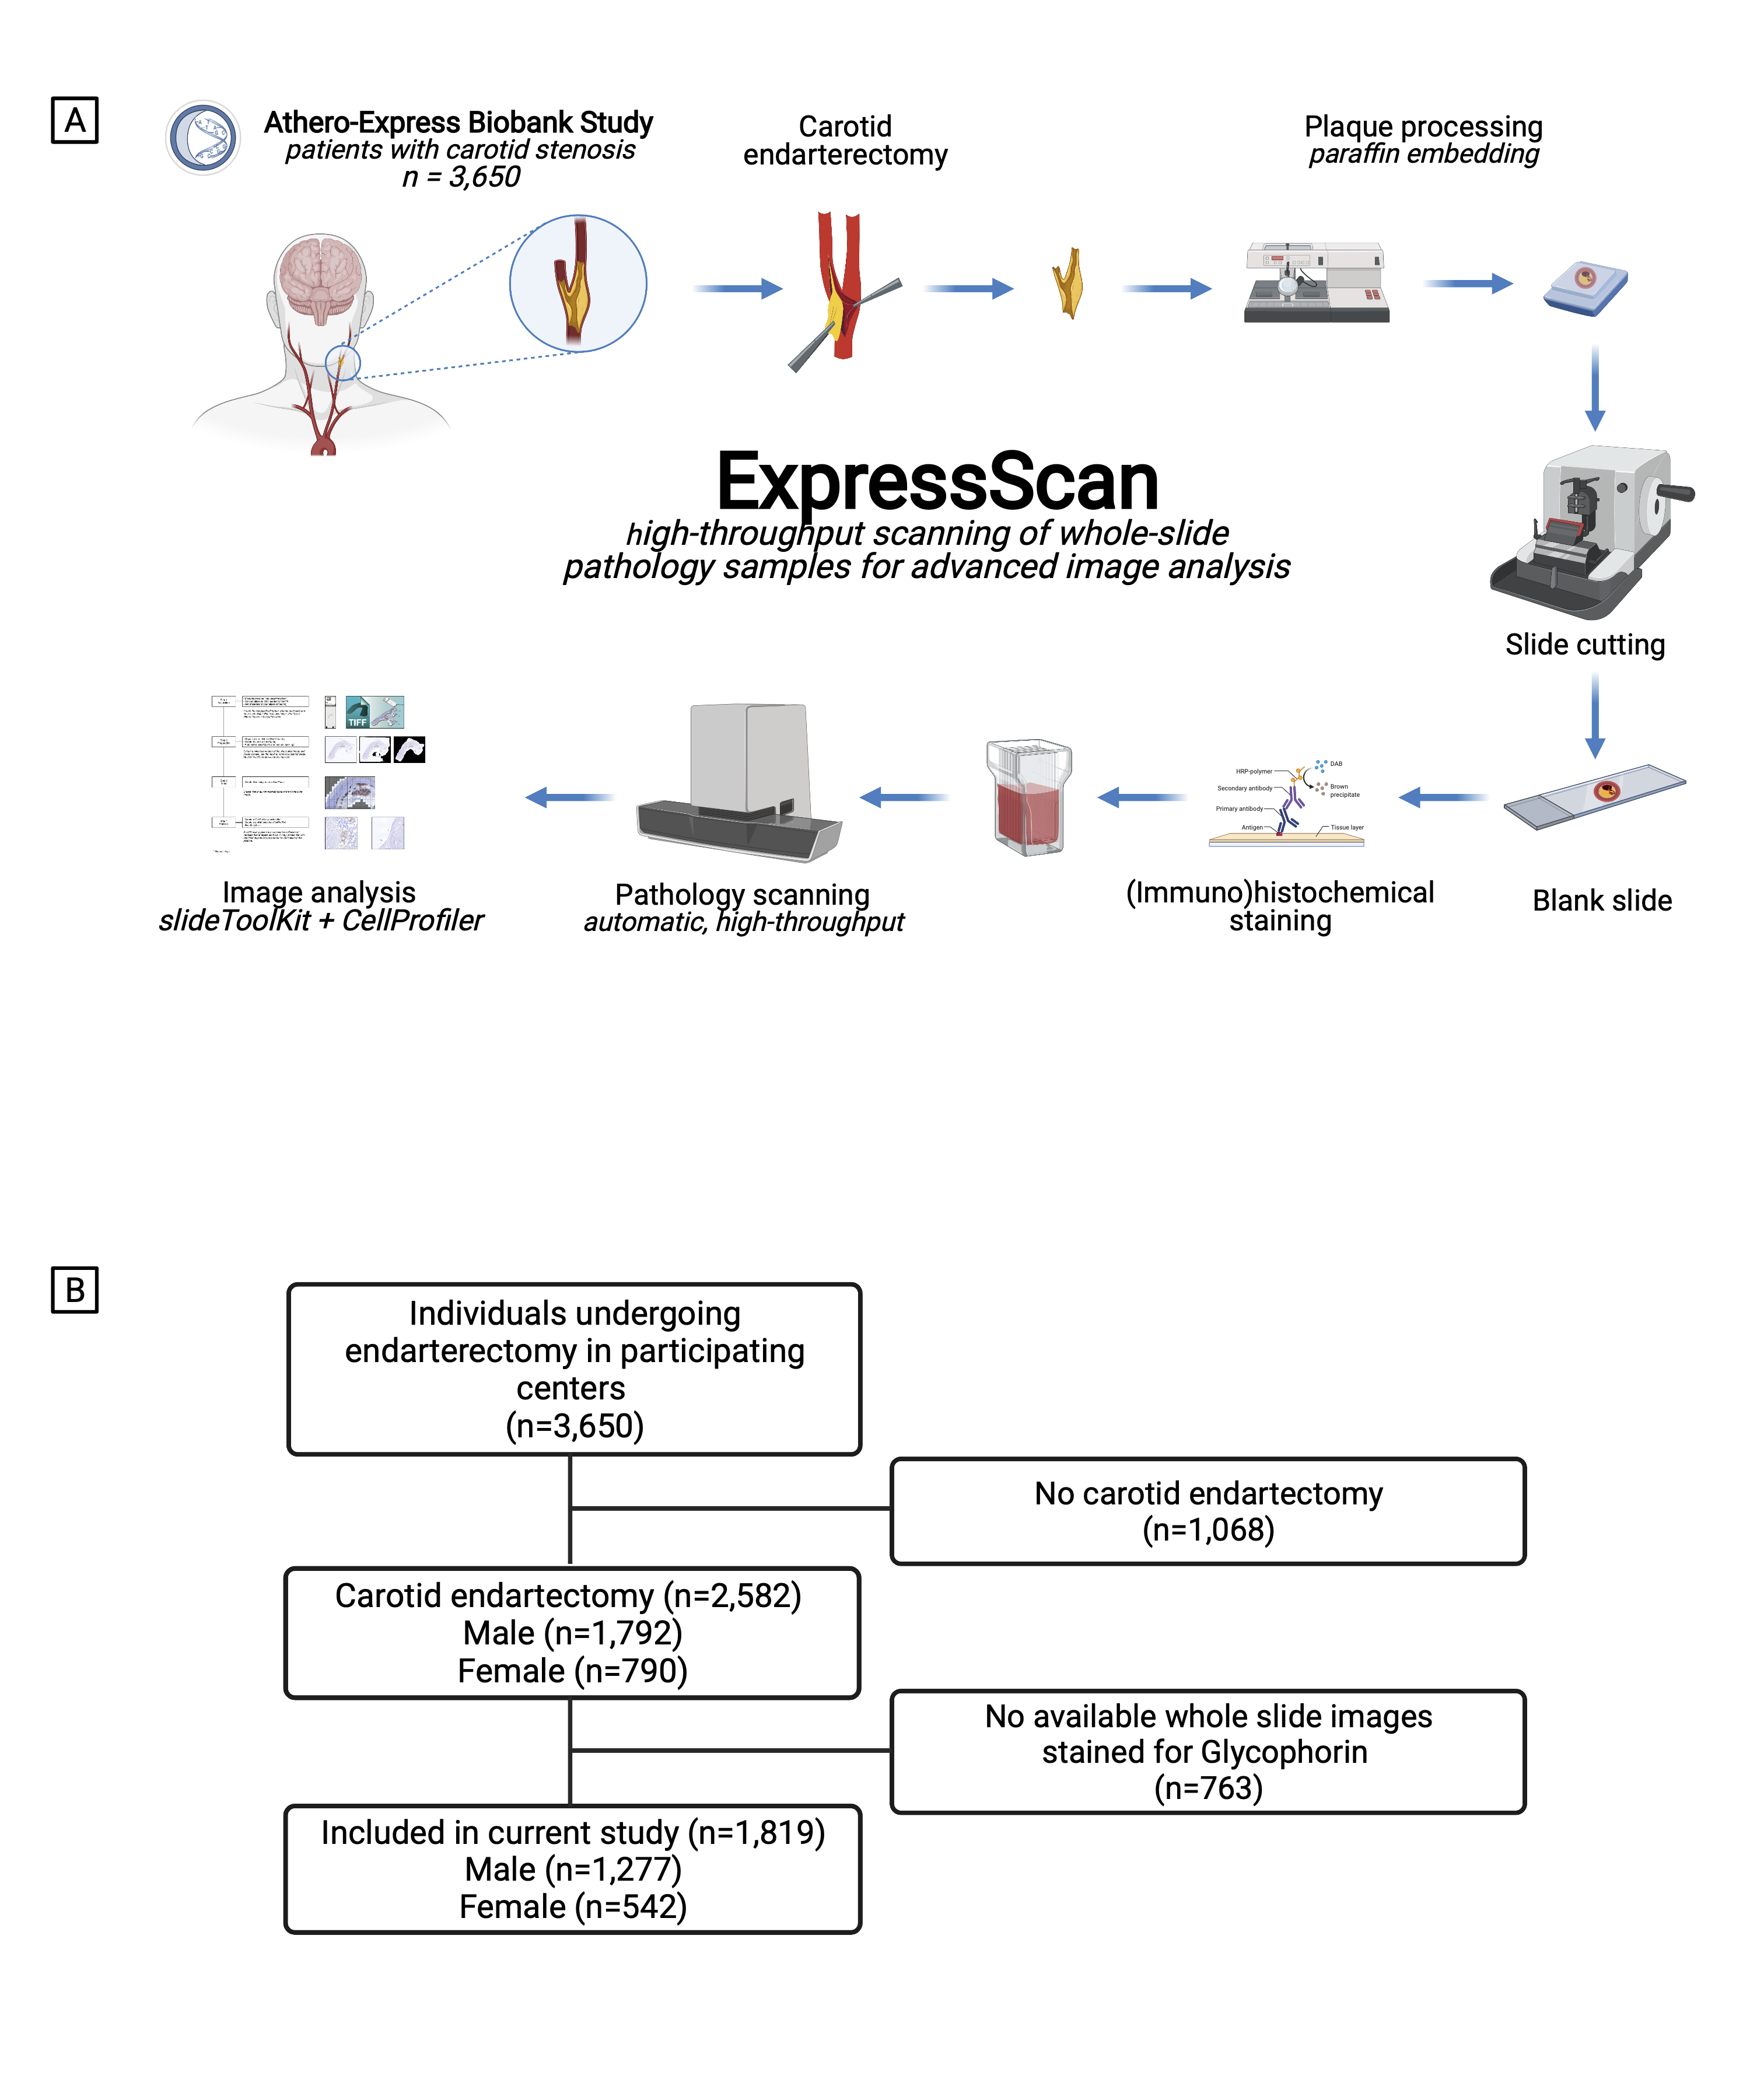 A
Athero-Express Biobank Study
patients with carotid stenosis
n = 3,650
Carotid
endarterectomy
Plaque processing
paraffin embedding
ExpressScan
high-throughput scanning of whole-slide
pathology samples for advanced image analysis
Slide cutting
TIFF
HRP-polymer
DAB
Secondary antibody
Brown
precipitate
Primary antibody
Antigen
Tissue layer
Image analysis
slideToolKit + CellProfiler
Pathology scanning
automatic, high-throughput
(Immuno)histochemical
staining
Blank slide
B
Individuals undergoing
endarterectomy in participating
centers
(n=3,650)
No carotid endartectomy
(n=1,068)
Carotid endartectomy (n=2,582)
Male (n=1,792)
Female (n=790)
No available whole slide images
stained for Glycophorin
(n=763)
Included in current study (n=1,819)
Male (n=1,277)
Female (n=542)